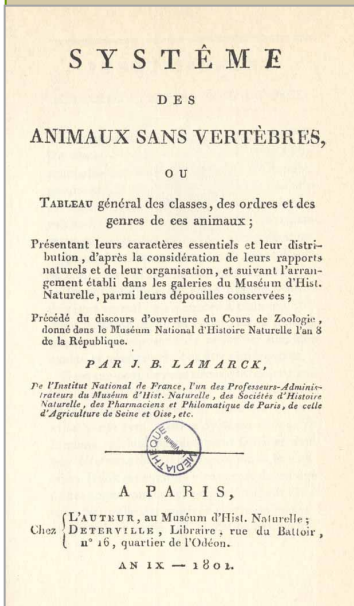 SYSTÊME
DES
ANIMAUX SANS VERTÈBRES,
OU
TABLEAU général des classes, des ordres et des
genres de ces animaux ;
Présentant leurs caractères essentiels et leur distri-
bution, d'après la considération de leurs rapports
naturels et de leur organisation, et suivant l'arran-
gement établi dans les galeries du Muséum d'Hist.
Naturelle, parmi leurs dépouilles conservées ;
Précédé du discours d'ouverture du Cours de Zoologie,
donné dans le Muséum National d'Histoire Naturelle l'an 8
de la République.
PAR J. B. LAMARCK,
De l'Institut National de France, l'un des Professeurs-Adminis-
trateurs du Muséum d'Hist. Naturelle, des Sociétés d'Histoire
Naturelle, des Pharmaciens et Philomatique de Paris, de celle
d'Agriculture de Seine et Oise, etc.
MÉDIATHÈQUE
A PARIS,
L'AUTEUR, au Muséum d'Hist. Naturelle ;
Chez DETERVILLE, Libraire, rue du Battoir,
n° 16, quartier de l'Odéon.
AN IX — 1801.